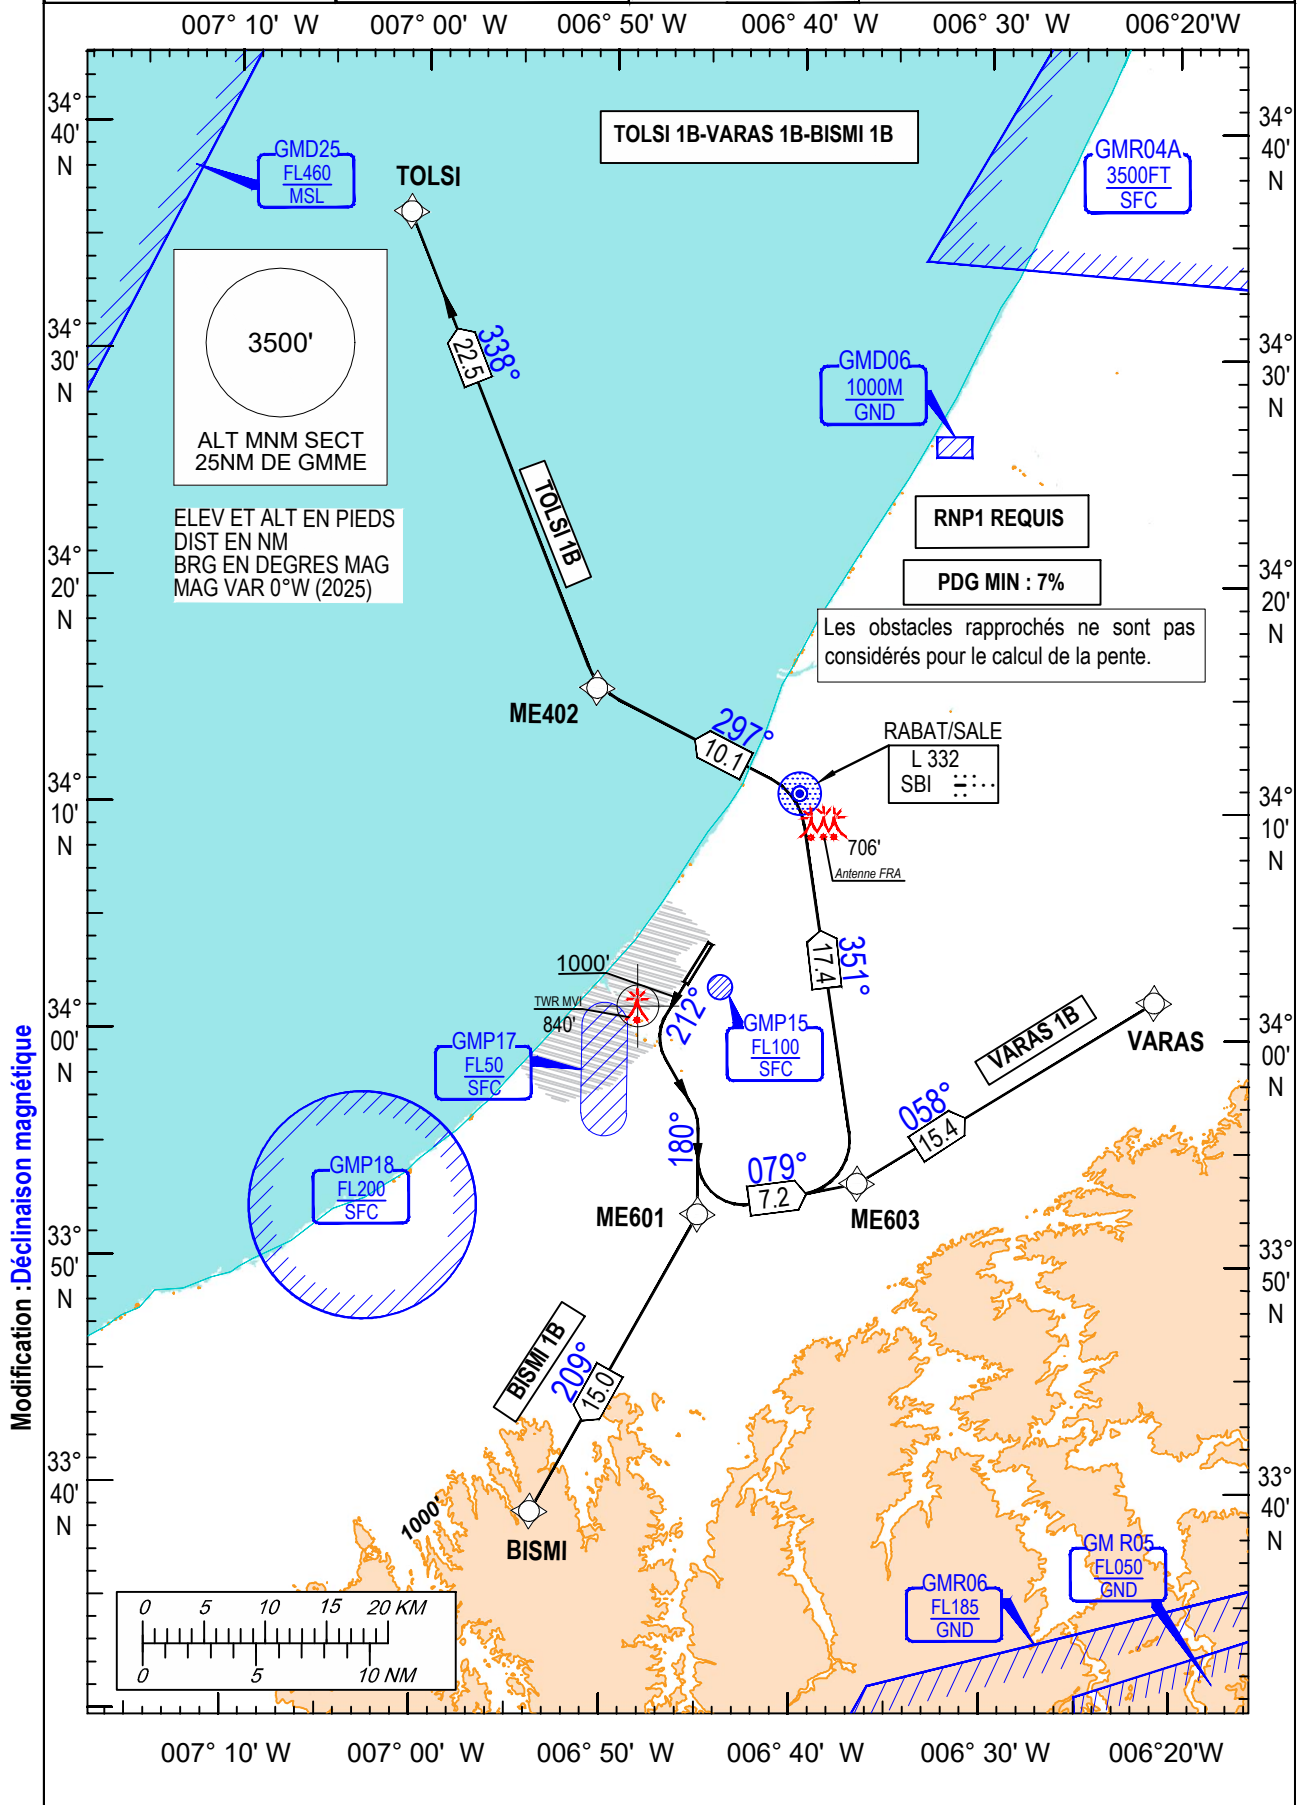 007° 10' W
007° 00' W
006° 50' W
006° 40' W
006° 30' W
006° 20'W
34°
40'
N
34°
40'
N
TOLSI 1B-VARAS 1B-BISMI 1B
GMD25
FL460
MSL
TOLSI
GMR04A
3500FT
SFC
3500'
ALT MNM SECT
25NM DE GMME
34°
30'
N
34°
30'
N
338°
22.5
GMD06
1000M
GND
TOLSI 1B
ELEV ET ALT EN PIEDS
DIST EN NM
BRG EN DEGRES MAG
MAG VAR 0°W (2025)
RNP1 REQUIS
PDG MIN : 7%
34°
20'
N
34°
20'
N
Les obstacles rapprochés ne sont pas
considérés pour le calcul de la pente.
ME402
297°
10.1
RABAT/SALE
L 332
SBI
34°
10'
N
34°
10'
N
706'
Antenne FRA
351°
17.4
1000'
TWR MVI
840'
212°
GMP15
FL100
SFC
GMP17
FL50
SFC
VARAS 1B
VARAS
34°
00'
N
34°
00'
N
058°
15.4
180°
079°
7.2
GMP18
FL200
SFC
ME601
ME603
33°
50'
N
33°
50'
N
BISMI 1B
209°
15.0
33°
40'
N
33°
40'
N
1000'
BISMI
GM R05
FL050
GND
GMR06
FL185
GND
0 5 10 15 20 KM
0 5 10 NM
007° 10' W
007° 00' W
006° 50' W
006° 40' W
006° 30' W
006° 20'W
Modification :Déclinaison magnétique